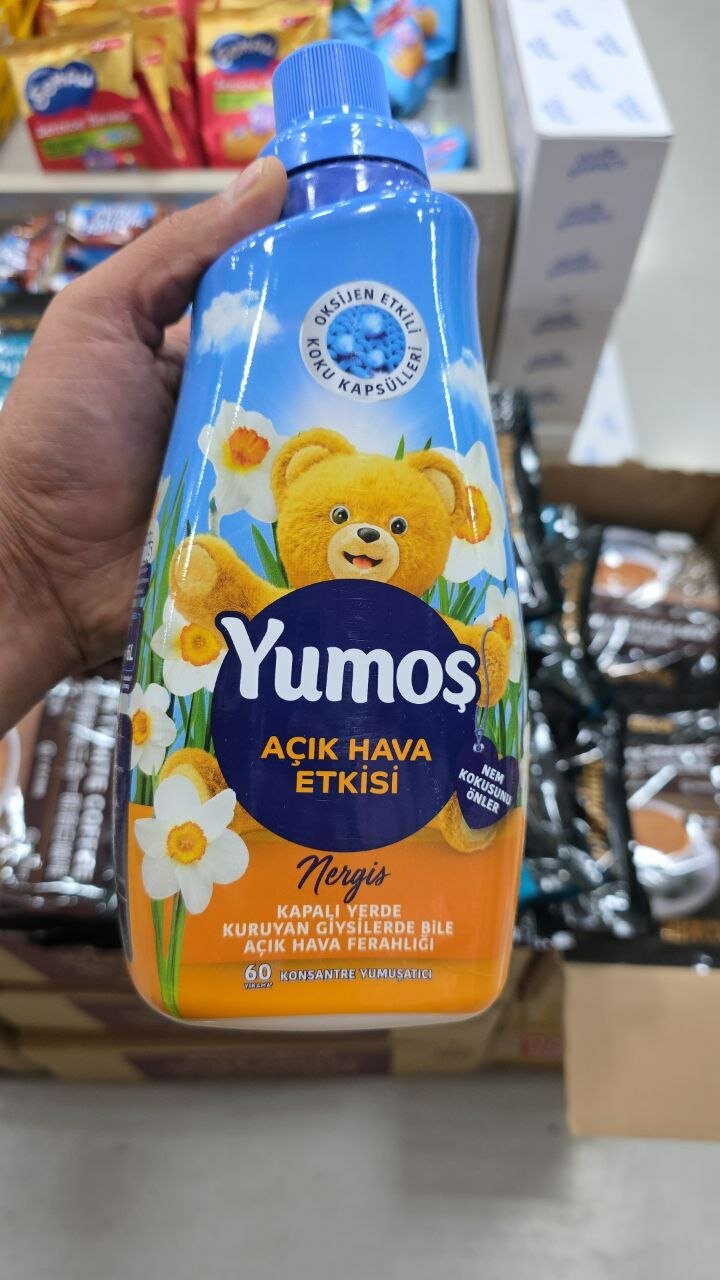 OKSİJEN ETKİLİ
KOKU KAPSÜLLERİ
Yumoş
AÇIK HAVA
ETKİSİ
NEM
KOKUSUNU
ÖNLER
Nergis
KAPALI YERDE
KURUYAN GİYSİLERDE BİLE
AÇIK HAVA FERAHLIĞI
60
YIKAMA*
KONSANTRE YUMUŞATICI